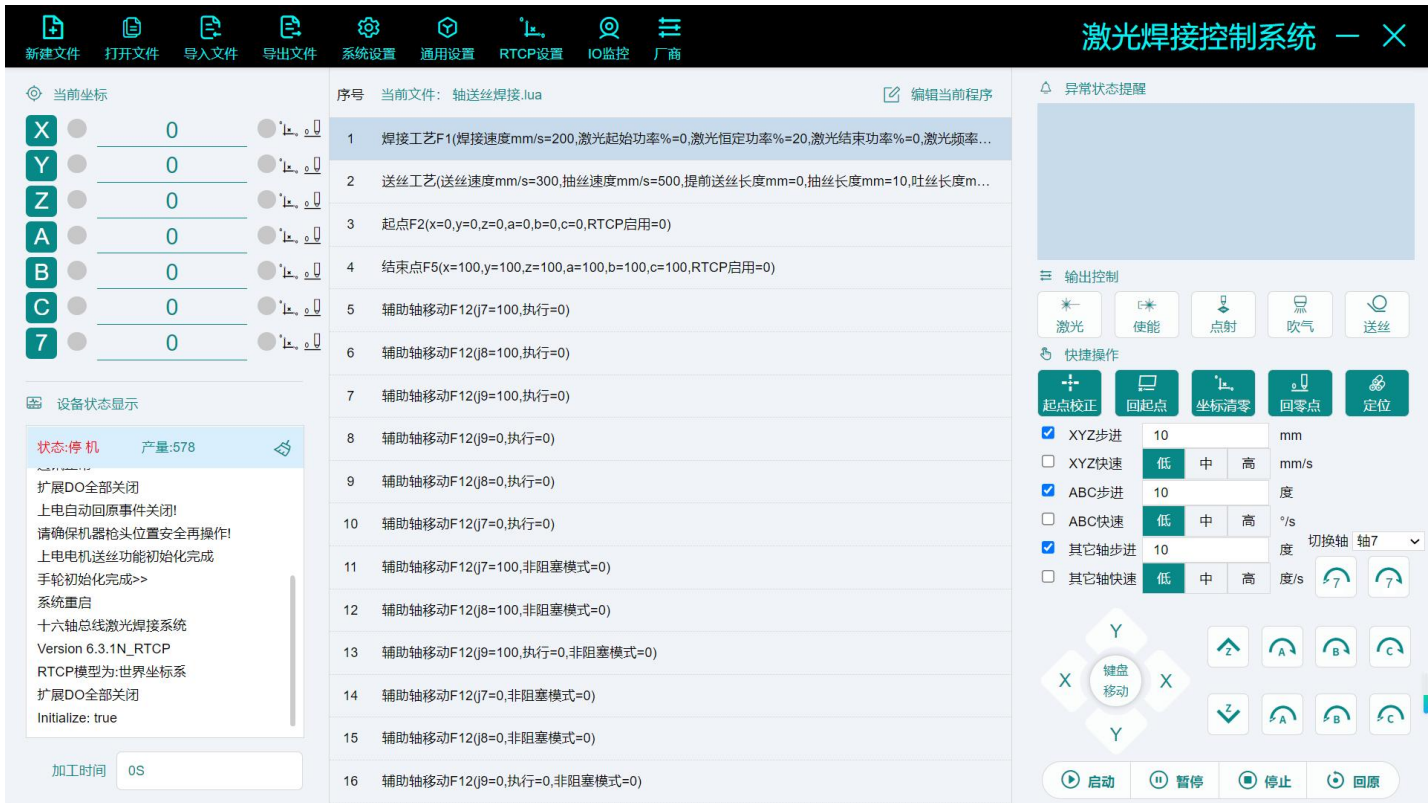 新建文件 打开文件 导入文件 导出文件 系统设置 通用设置 RTCP设置 IO监控 厂商
激光焊接控制系统
当前坐标
X 0
Y 0
Z 0
A 0
B 0
C 0
7 0
设备状态显示
状态:停 机 产量:578
扩展DO全部关闭
上电自动回原事件关闭!
请确保机器枪头位置安全再操作!
上电电机送丝功能初始化完成
手轮初始化完成>>
系统重启
十六轴总线激光焊接系统
Version 6.3.1N_RTCP
RTCP模型为:世界坐标系
扩展DO全部关闭
Initialize: true
加工时间 0S
序号 当前文件: 轴送丝焊接.lua 编辑当前程序
1 焊接工艺F1(焊接速度mm/s=200,激光起始功率%=0,激光恒定功率%=20,激光结束功率%=0,激光频率…
2 送丝工艺(送丝速度mm/s=300,抽丝速度mm/s=500,提前送丝长度mm=0,抽丝长度mm=10,吐丝长度m…
3 起点F2(x=0,y=0,z=0,a=0,b=0,c=0,RTCP启用=0)
4 结束点F5(x=100,y=100,z=100,a=100,b=100,c=100,RTCP启用=0)
5 辅助轴移动F12(j7=100,执行=0)
6 辅助轴移动F12(j8=100,执行=0)
7 辅助轴移动F12(j9=100,执行=0)
8 辅助轴移动F12(j9=0,执行=0)
9 辅助轴移动F12(j8=0,执行=0)
10 辅助轴移动F12(j7=0,执行=0)
11 辅助轴移动F12(j7=100,非阻塞模式=0)
12 辅助轴移动F12(j8=100,非阻塞模式=0)
13 辅助轴移动F12(j9=100,执行=0,非阻塞模式=0)
14 辅助轴移动F12(j7=0,非阻塞模式=0)
15 辅助轴移动F12(j8=0,非阻塞模式=0)
16 辅助轴移动F12(j9=0,执行=0,非阻塞模式=0)
异常状态提醒
输出控制
激光 使能 点射 吹气 送丝
快捷操作
起点校正 回起点 坐标清零 回零点 定位
XYZ步进 10 mm
XYZ快速 低 中 高 mm/s
ABC步进 10 度
ABC快速 低 中 高 °/s
切换轴 轴7
其它轴步进 10 度
其它轴快速 低 中 高 度/s 7 7
Y
X 键盘移动 X
Y
Z A B C
Z A B C
启动 暂停 停止 回原